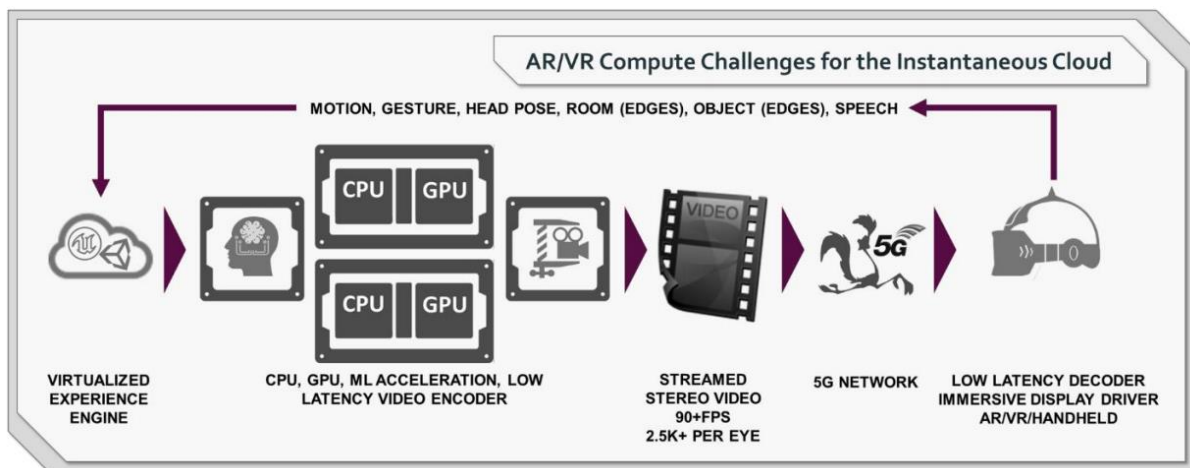 AR/VR Compute Challenges for the Instantaneous Cloud
MOTION, GESTURE, HEAD POSE, ROOM (EDGES), OBJECT (EDGES), SPEECH
CPU
GPU
CPU
GPU
VIDEO
5G
VIRTUALIZED
EXPERIENCE
ENGINE
CPU, GPU, ML ACCELERATION, LOW
LATENCY VIDEO ENCODER
STREAMED
STEREO VIDEO
90+FPS
2.5K+ PER EYE
5G NETWORK
LOW LATENCY DECODER
IMMERSIVE DISPLAY DRIVER
AR/VR/HANDHELD